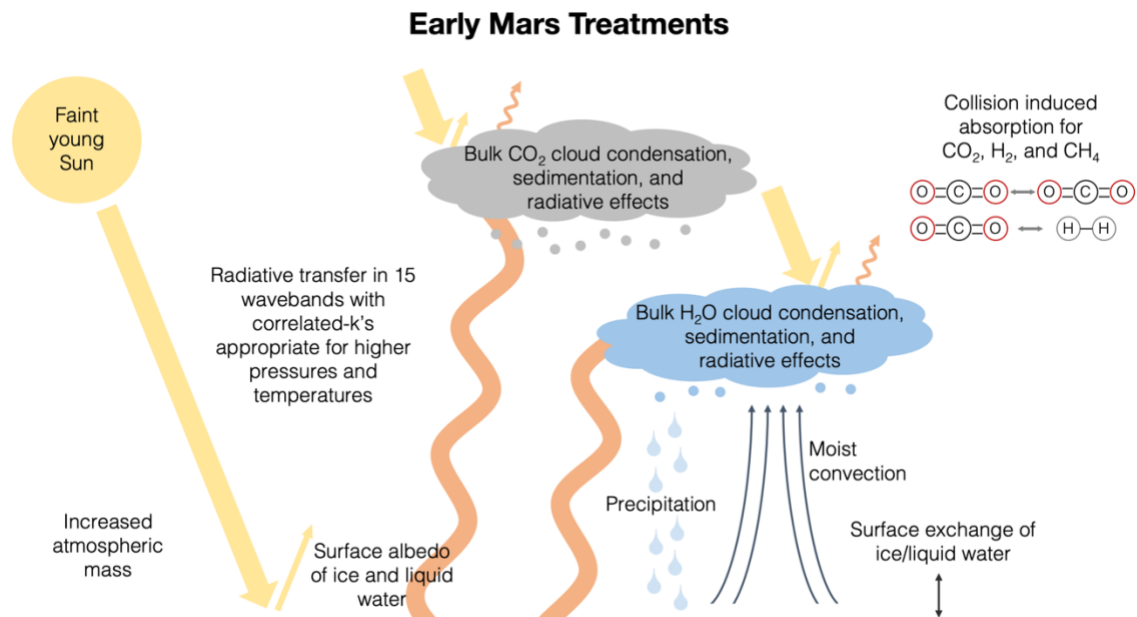 Early Mars Treatments
Faint
young
Sun
Bulk CO₂ cloud condensation,
sedimentation, and
radiative effects
Collision induced
absorption for
CO₂, H₂, and CH₄
O=C=O O=C=O
O=C=O H-H
Radiative transfer in 15
wavebands with
correlated-k's
appropriate for higher
pressures and
temperatures
Bulk H₂O cloud condensation,
sedimentation, and
radiative effects
Moist
convection
Precipitation
Increased
atmospheric
mass
Surface albedo
of ice and liquid
water
Surface exchange of
ice/liquid water